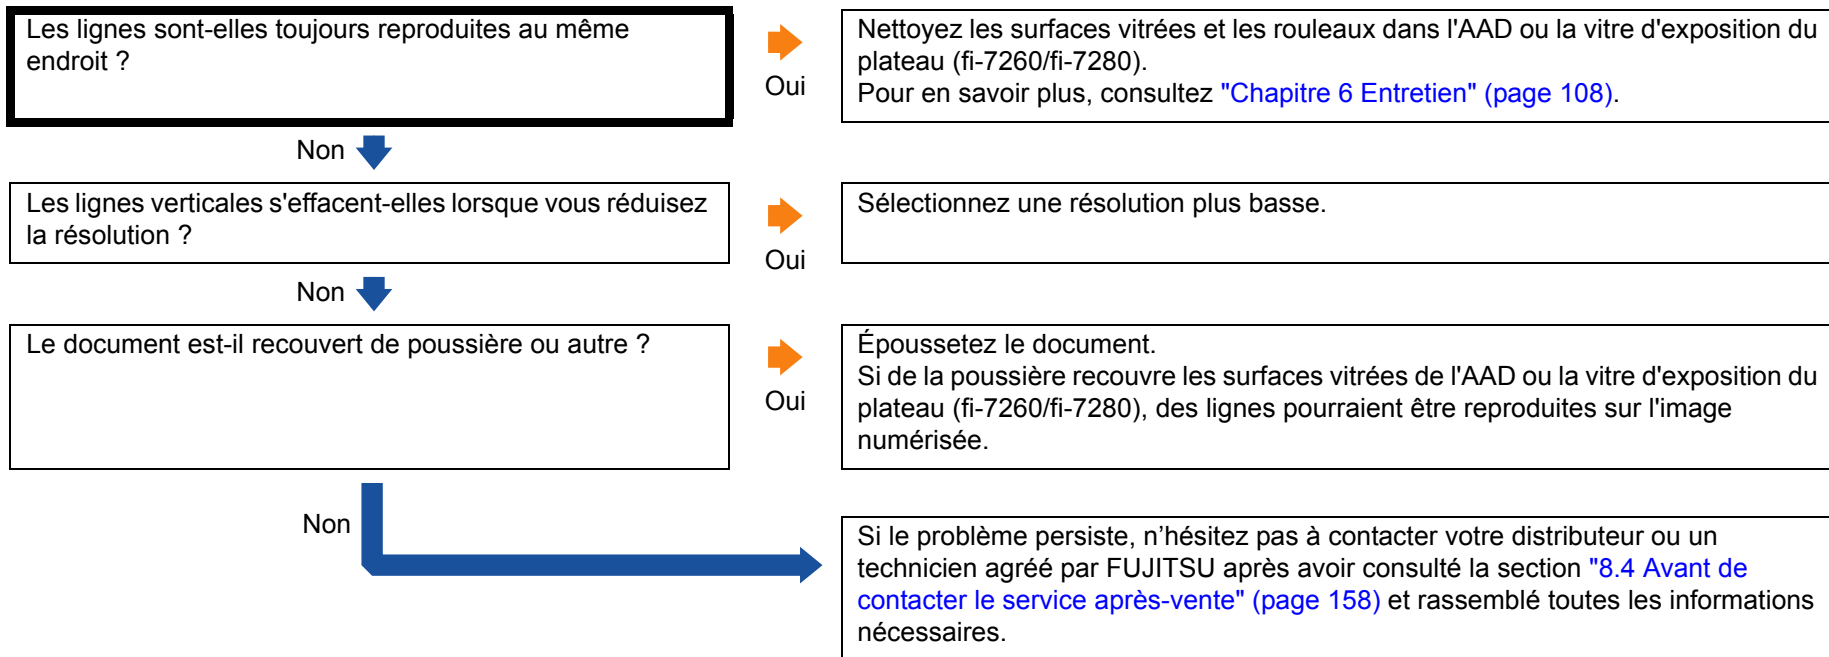 Les lignes sont-elles toujours reproduites au même
endroit ?
Oui
Nettoyez les surfaces vitrées et les rouleaux dans l'AAD ou la vitre d'exposition du
plateau (fi-7260/fi-7280).
Pour en savoir plus, consultez "Chapitre 6 Entretien" (page 108).
Non
Les lignes verticales s'effacent-elles lorsque vous réduisez
la résolution ?
Oui
Sélectionnez une résolution plus basse.
Non
Le document est-il recouvert de poussière ou autre ?
Oui
Époussetez le document.
Si de la poussière recouvre les surfaces vitrées de l'AAD ou la vitre d'exposition du
plateau (fi-7260/fi-7280), des lignes pourraient être reproduites sur l'image
numérisée.
Non
Si le problème persiste, n’hésitez pas à contacter votre distributeur ou un
technicien agréé par FUJITSU après avoir consulté la section "8.4 Avant de
contacter le service après-vente" (page 158) et rassemblé toutes les informations
nécessaires.